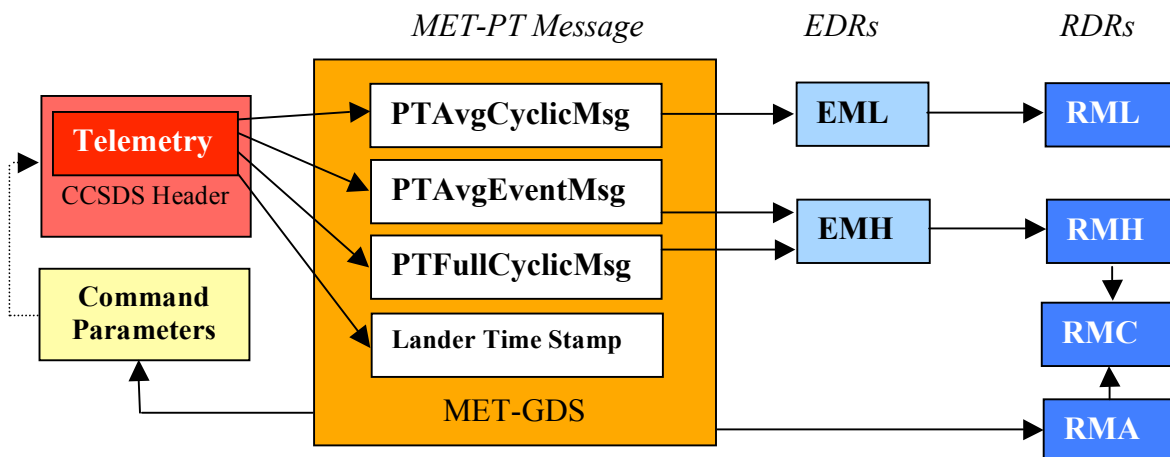 MET-PT Message
EDRs
RDRs
PTAvgCyclicMsg
EML
RML
Telemetry
CCSDS Header
PTAvgEventMsg
EMH
RMH
PTFullCyclicMsg
Command
Parameters
Lander Time Stamp
RMC
MET-GDS
RMA